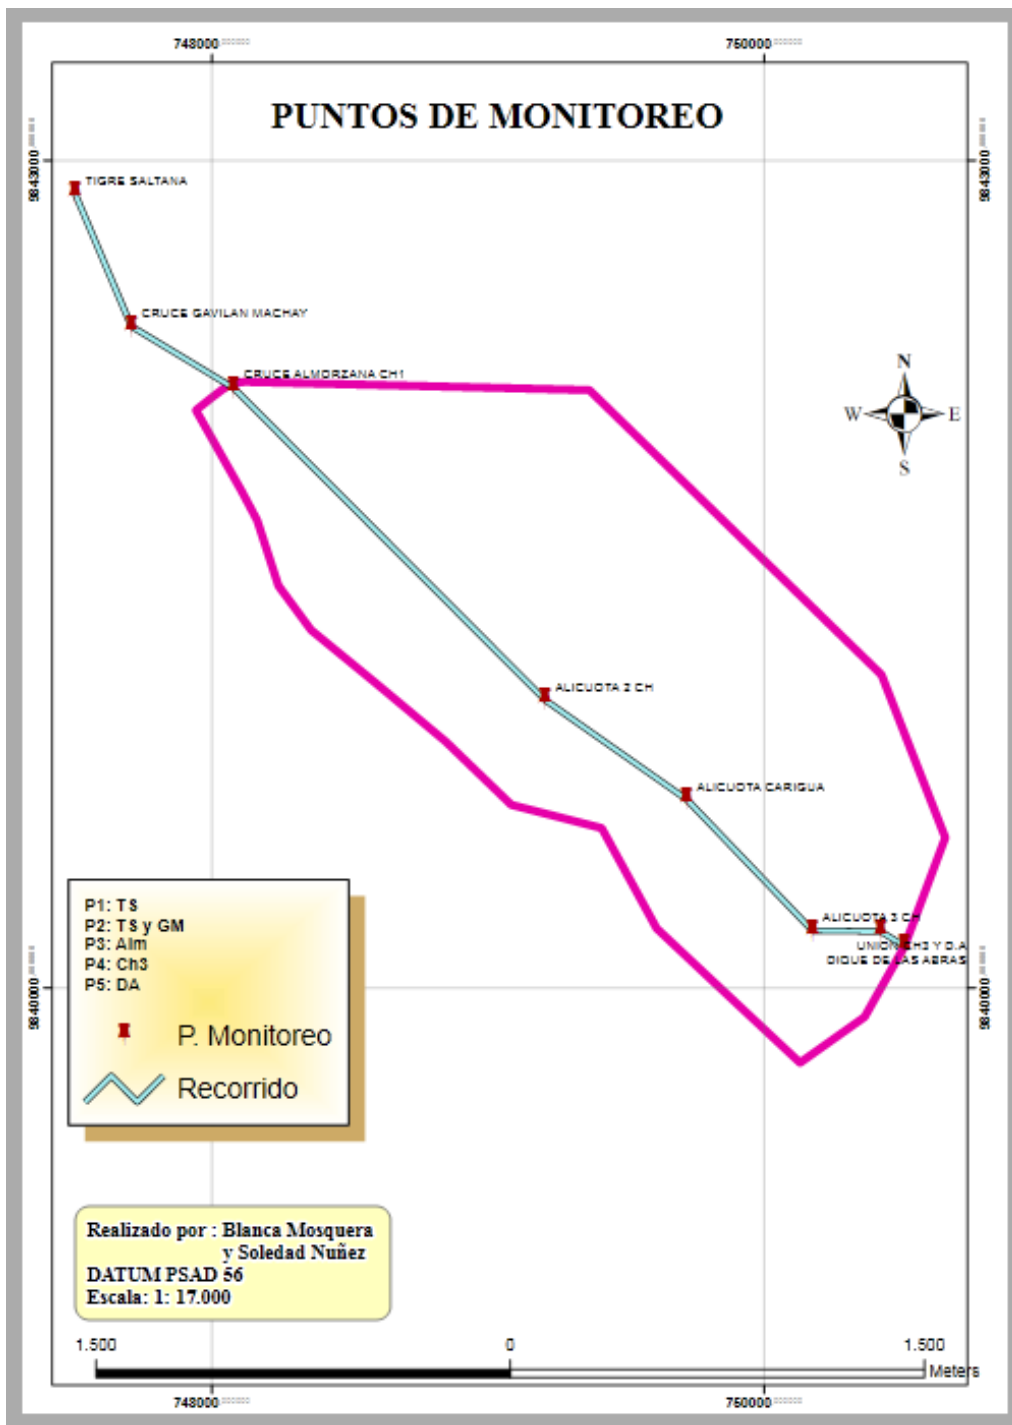 748000 750000
PUNTOS DE MONITOREO
9843000 9843000
TIGRE SALTANA
CRUCE GAVILAN MACHAY
CRUCE ALMORZANA CH1
N
W E
S
ALICUOTA 2 CH
ALICUOTA CARIGUA
ALICUOTA 3 CH
UNION CH3 Y D.A
DIQUE DE LAS ABRAS
9840000 9840000
P1: TS
P2: TS y GM
P3: Alm
P4: Ch3
P5: DA
P. Monitoreo
Recorrido
Realizado por : Blanca Mosquera
y Soledad Nuñez
DATUM PSAD 56
Escala: 1: 17.000
1.500 0 1.500
Meters
748000 750000